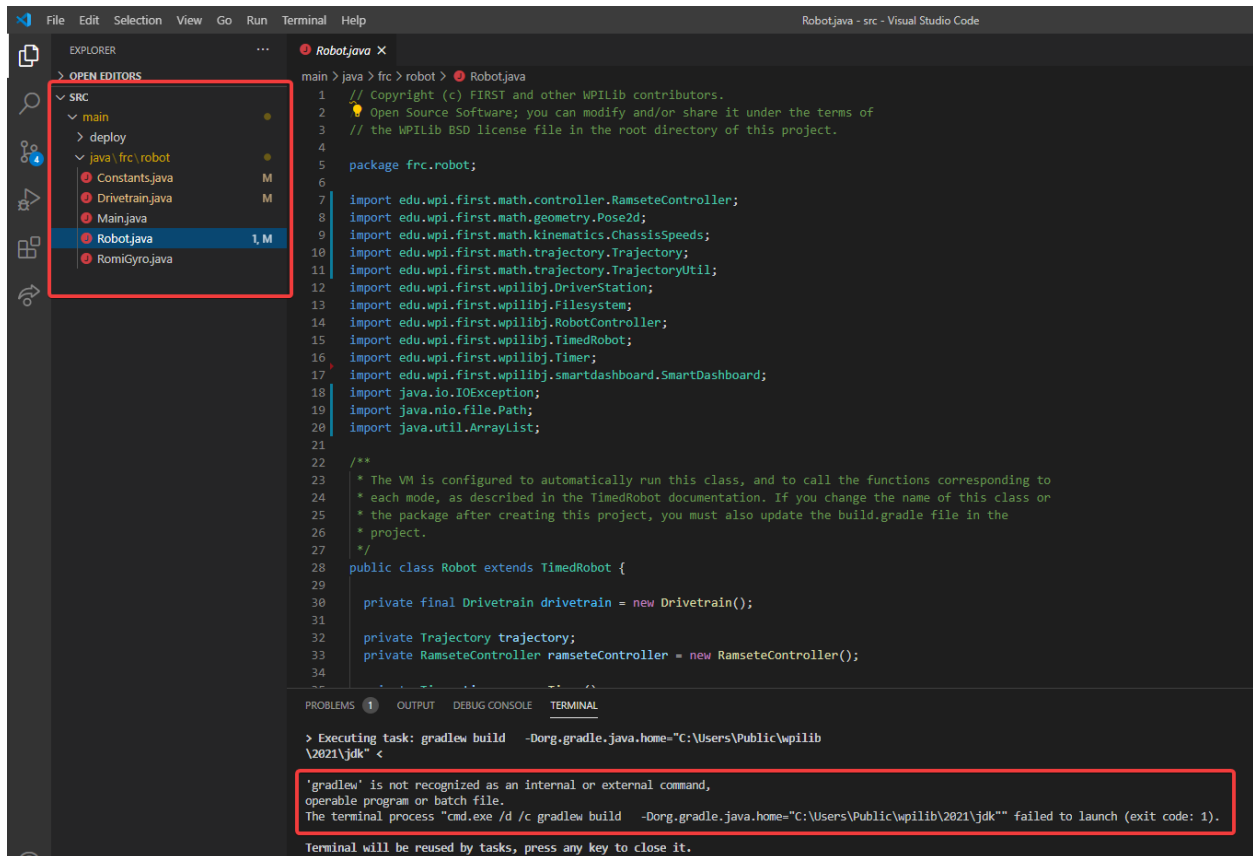 File Edit Selection View Go Run Terminal Help
Robot.java - src - Visual Studio Code
EXPLORER
OPEN EDITORS
SRC
main
deploy
java\frc\robot
Constants.java M
Drivetrain.java M
Main.java
Robot.java 1, M
RomiGyro.java
4
Robot.java
main > java > frc > robot > Robot.java
1 // Copyright (c) FIRST and other WPILib contributors.
2 Open Source Software; you can modify and/or share it under the terms of
3 // the WPILib BSD license file in the root directory of this project.
4
5 package frc.robot;
6
7 import edu.wpi.first.math.controller.RamseteController;
8 import edu.wpi.first.math.geometry.Pose2d;
9 import edu.wpi.first.math.kinematics.ChassisSpeeds;
10 import edu.wpi.first.math.trajectory.Trajectory;
11 import edu.wpi.first.math.trajectory.TrajectoryUtil;
12 import edu.wpi.first.wpilibj.DriverStation;
13 import edu.wpi.first.wpilibj.Filesystem;
14 import edu.wpi.first.wpilibj.RobotController;
15 import edu.wpi.first.wpilibj.TimedRobot;
16 import edu.wpi.first.wpilibj.Timer;
17 import edu.wpi.first.wpilibj.smartdashboard.SmartDashboard;
18 import java.io.IOException;
19 import java.nio.file.Path;
20 import java.util.ArrayList;
21
22 /**
23 * The VM is configured to automatically run this class, and to call the functions corresponding to
24 * each mode, as described in the TimedRobot documentation. If you change the name of this class or
25 * the package after creating this project, you must also update the build.gradle file in the
26 * project.
27 */
28 public class Robot extends TimedRobot {
29
30 private final Drivetrain drivetrain = new Drivetrain();
31
32 private Trajectory trajectory;
33 private RamseteController ramseteController = new RamseteController();
34
PROBLEMS 1 OUTPUT DEBUG CONSOLE TERMINAL
> Executing task: gradlew build -Dorg.gradle.java.home="C:\Users\Public\wpilib
\2021\jdk" <
'gradlew' is not recognized as an internal or external command,
operable program or batch file.
The terminal process "cmd.exe /d /c gradlew build -Dorg.gradle.java.home="C:\Users\Public\wpilib\2021\jdk"" failed to launch (exit code: 1).
Terminal will be reused by tasks, press any key to close it.